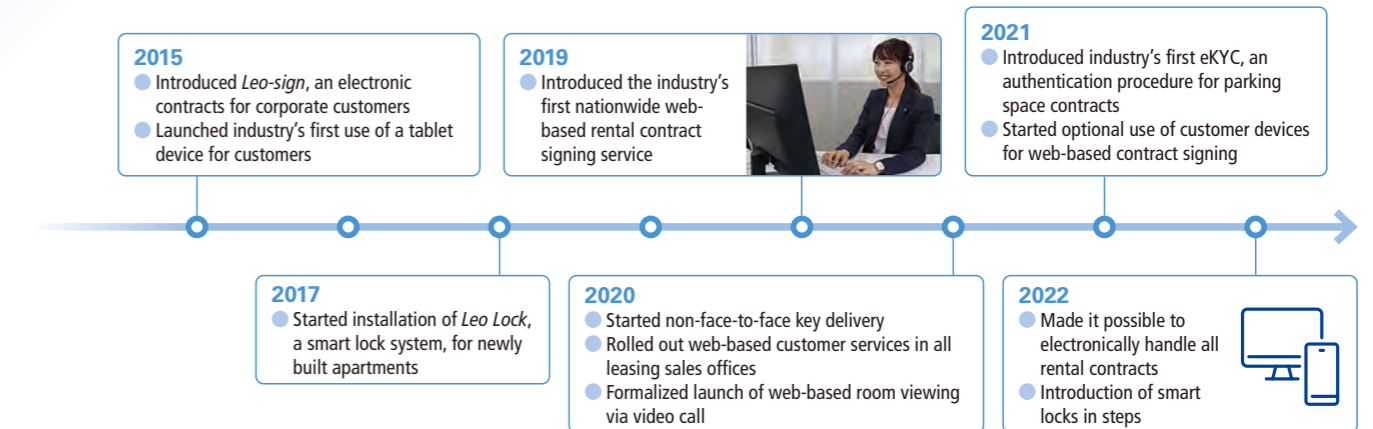 2015
Introduced Leo-sign, an electronic
contracts for corporate customers
Launched industry's first use of a tablet
device for customers
2017
Started installation of Leo Lock,
a smart lock system, for newly
built apartments
2019
Introduced the industry's
first nationwide web-
based rental contract
signing service
2020
Started non-face-to-face key delivery
Rolled out web-based customer services in all
leasing sales offices
Formalized launch of web-based room viewing
via video call
2021
Introduced industry's first eKYC, an
authentication procedure for parking
space contracts
Started optional use of customer devices
for web-based contract signing
2022
Made it possible to
electronically handle all
rental contracts
Introduction of smart
locks in steps